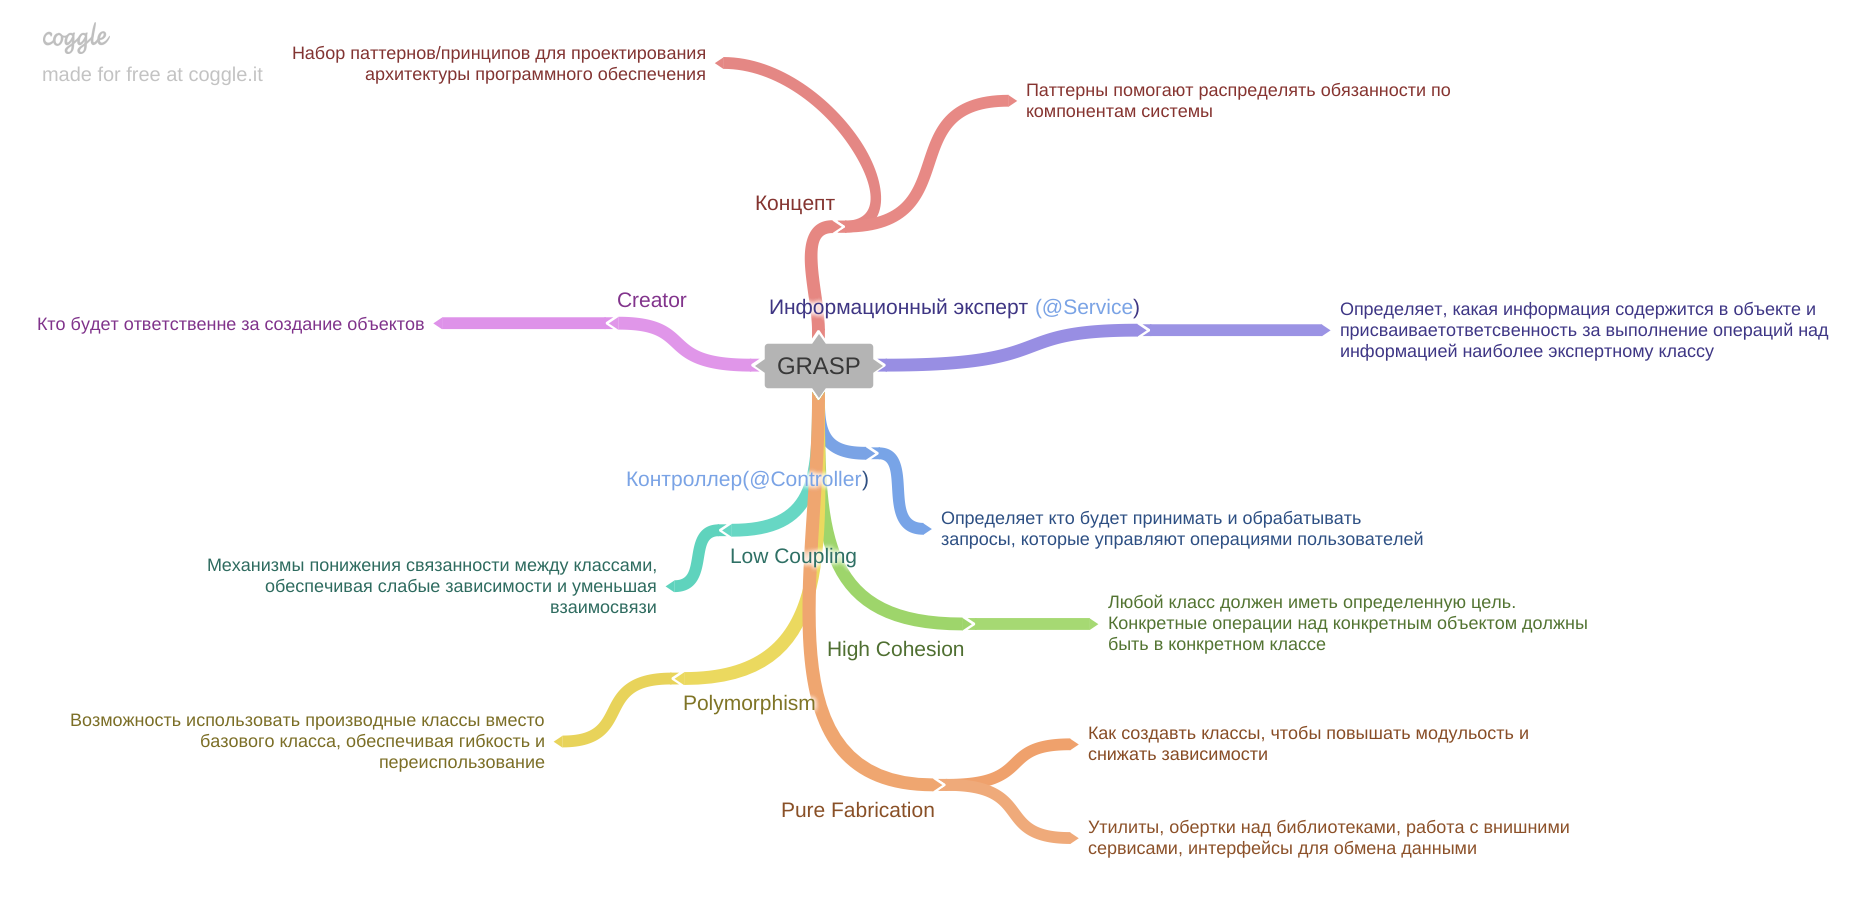 coggle
made for free at coggle.it
Набор паттернов/принципов для проектирования
архитектуры программного обеспечения
Паттерны помогают распределять обязанности по
компонентам системы
Концепт
Creator
Кто будет ответственне за создание объектов
Информационный эксперт (@Service)
Определяет, какая информация содержится в объекте и
присваиваетответсвенность за выполнение операций над
информацией наиболее экспертному классу
GRASP
Контроллер(@Controller)
Определяет кто будет принимать и обрабатывать
запросы, которые управляют операциями пользователей
Low Coupling
Механизмы понижения связанности между классами,
обеспечивая слабые зависимости и уменьшая
взаимосвязи
Любой класс должен иметь определенную цель.
Конкретные операции над конкретным объектом должны
быть в конкретном классе
High Cohesion
Polymorphism
Возможность использовать производные классы вместо
базового класса, обеспечивая гибкость и
переиспользование
Как создавть классы, чтобы повышать модульость и
снижать зависимости
Pure Fabrication
Утилиты, обертки над библиотеками, работа с внишними
сервисами, интерфейсы для обмена данными